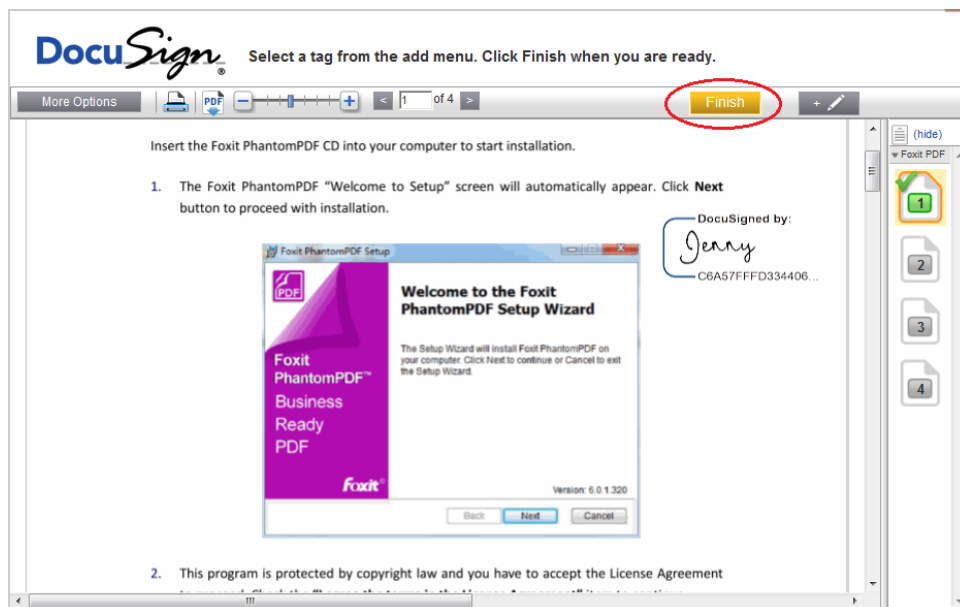 DocuSign® Select a tag from the add menu. Click Finish when you are ready.
More Options PDF < 1 of 4 > Finish +
(hide)
Foxit PDF
1
2
3
4
Insert the Foxit PhantomPDF CD into your computer to start installation.
1. The Foxit PhantomPDF “Welcome to Setup” screen will automatically appear. Click Next
button to proceed with installation.
DocuSigned by:
Jenny
C6A57FFFD334406...
Foxit PhantomPDF Setup
PDF
Welcome to the Foxit
PhantomPDF Setup Wizard
The Setup Wizard will install Foxit PhantomPDF on
your computer. Click Next to continue or Cancel to exit
the Setup Wizard.
Foxit
PhantomPDF™
Business
Ready
PDF
foxit®
Version: 6.0.1.320
Back Next Cancel
2. This program is protected by copyright law and you have to accept the License Agreement